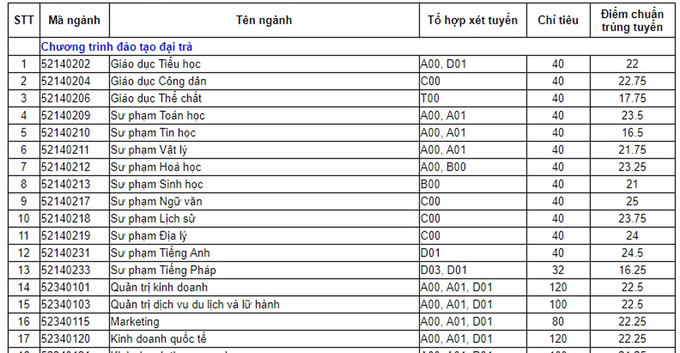 STT Mã ngành Tên ngành Tổ hợp xét tuyển Chỉ tiêu Điểm chuẩn trúng tuyển
Chương trình đào tạo đại trà
1 52140202 Giáo dục Tiểu học A00, D01 40 22
2 52140204 Giáo dục Công dân C00 40 22.75
3 52140206 Giáo dục Thể chất T00 40 17.75
4 52140209 Sư phạm Toán học A00, A01 40 23.5
5 52140210 Sư phạm Tin học A00, A01 40 16.5
6 52140211 Sư phạm Vật lý A00, A01 40 21.75
7 52140212 Sư phạm Hoá học A00, B00 40 23.25
8 52140213 Sư phạm Sinh học B00 40 21
9 52140217 Sư phạm Ngữ văn C00 40 25
10 52140218 Sư phạm Lịch sử C00 40 23.75
11 52140219 Sư phạm Địa lý C00 40 24
12 52140231 Sư phạm Tiếng Anh D01 40 24.5
13 52140233 Sư phạm Tiếng Pháp D03, D01 32 16.25
14 52340101 Quản trị kinh doanh A00, A01, D01 120 22.5
15 52340103 Quản trị dịch vụ du lịch và lữ hành A00, A01, D01 100 22.5
16 52340115 Marketing A00, A01, D01 80 22.25
17 52340120 Kinh doanh quốc tế A00, A01, D01 120 22.25